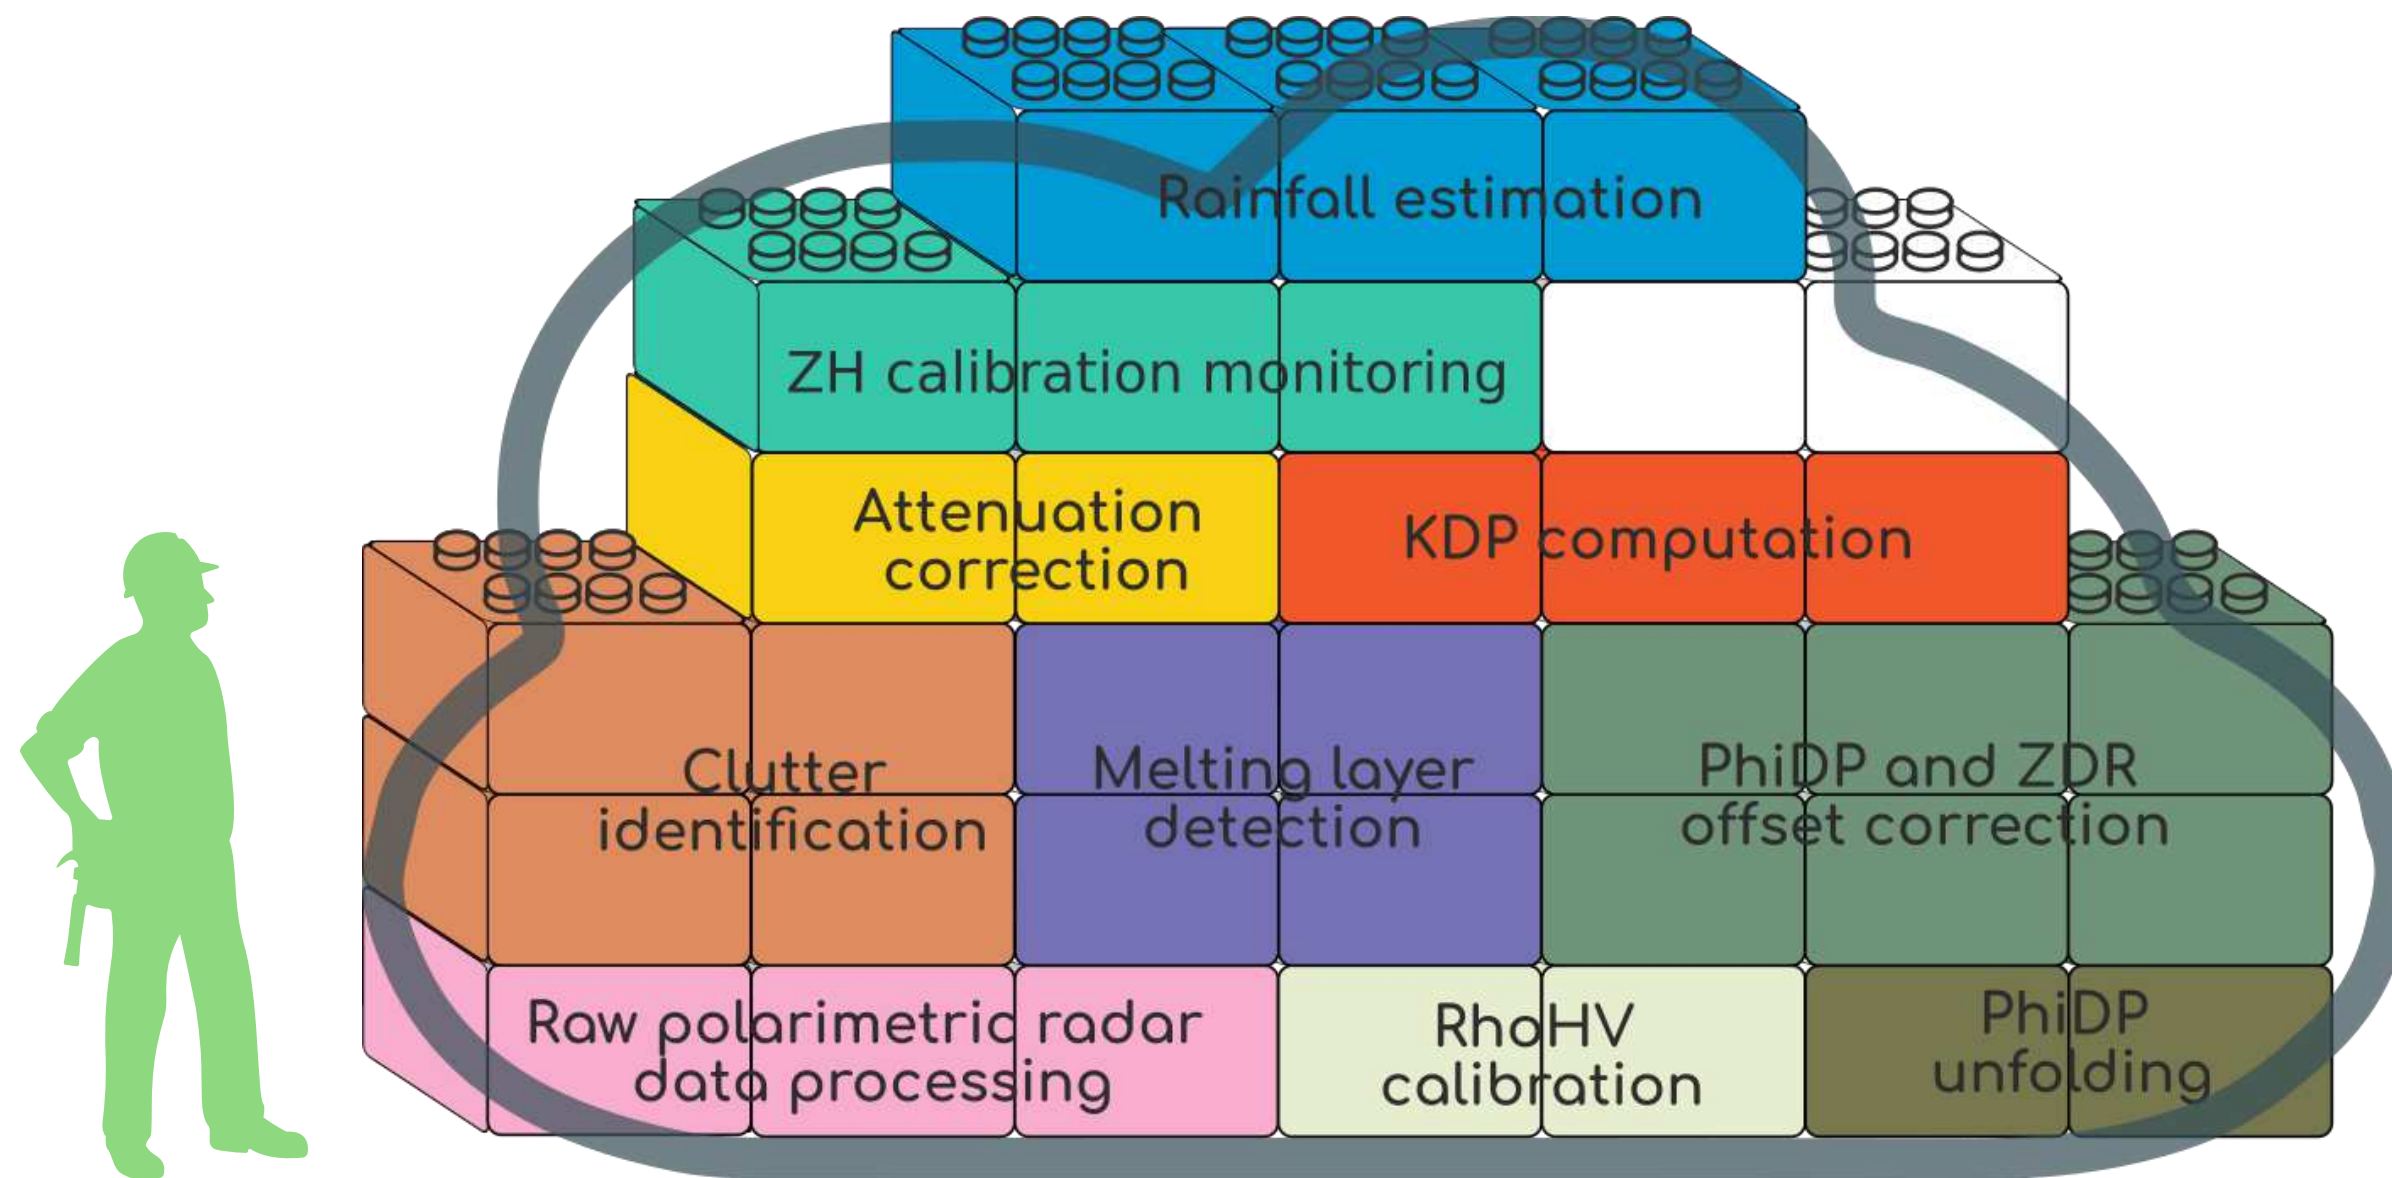 Rainfall estimation
ZH calibration monitoring
Attenuation
correction
KDP computation
Clutter
identification
Melting layer
detection
PhiDP and ZDR
offset correction
Raw polarimetric radar
data processing
RhoHV
calibration
PhiDP
unfolding